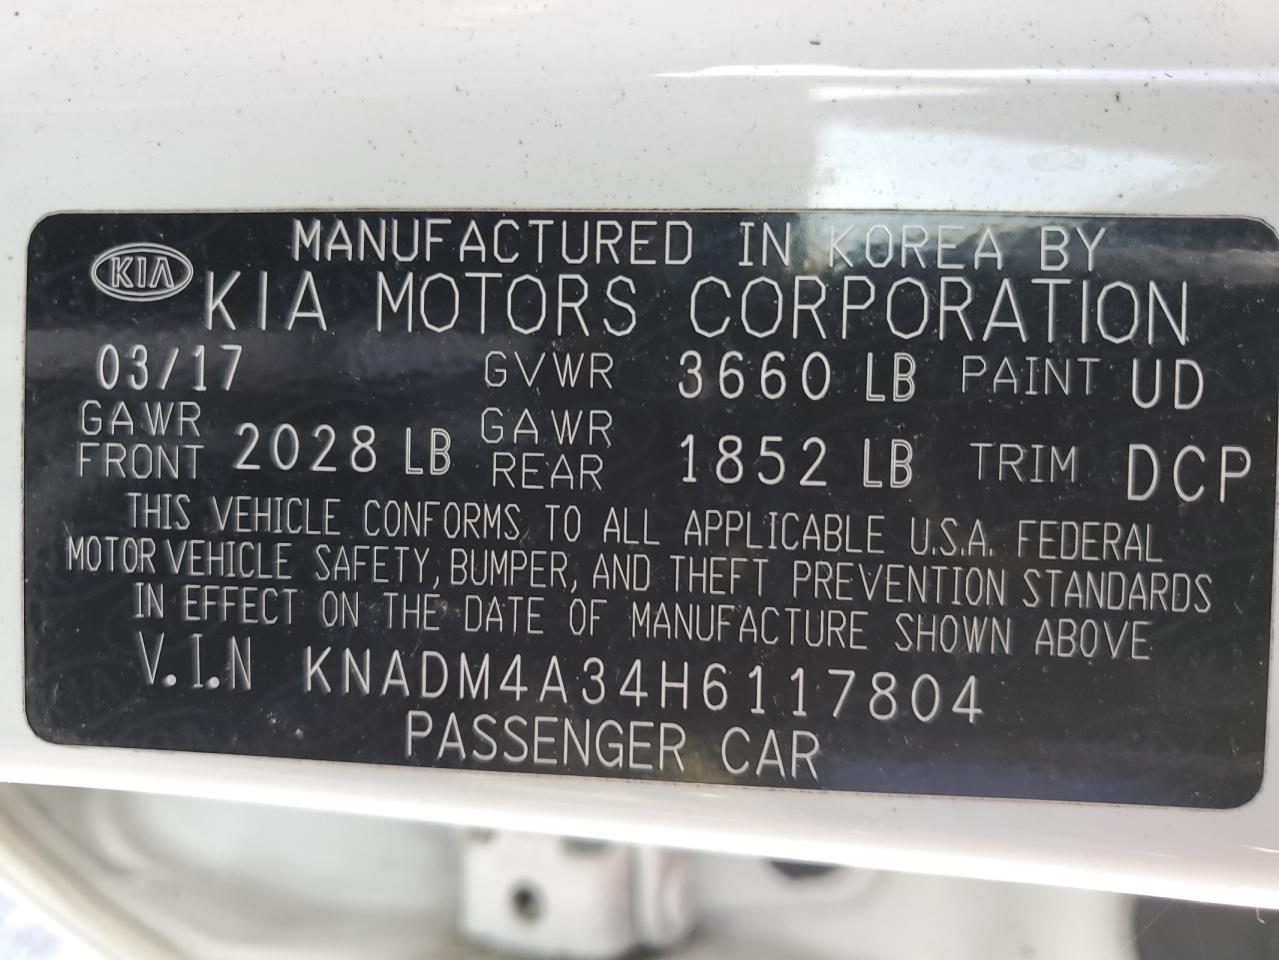 MANUFACTURED IN KOREA BY
KIA KIA MOTORS CORPORATION
03/17 GVWR 3660 LB PAINT UD
GAWR FRONT 2028 LB GAWR REAR 1852 LB TRIM DCP
THIS VEHICLE CONFORMS TO ALL APPLICABLE U.S.A. FEDERAL
MOTOR VEHICLE SAFETY, BUMPER, AND THEFT PREVENTION STANDARDS
IN EFFECT ON THE DATE OF MANUFACTURE SHOWN ABOVE
V.I.N KNADM4A34H6117804
PASSENGER CAR